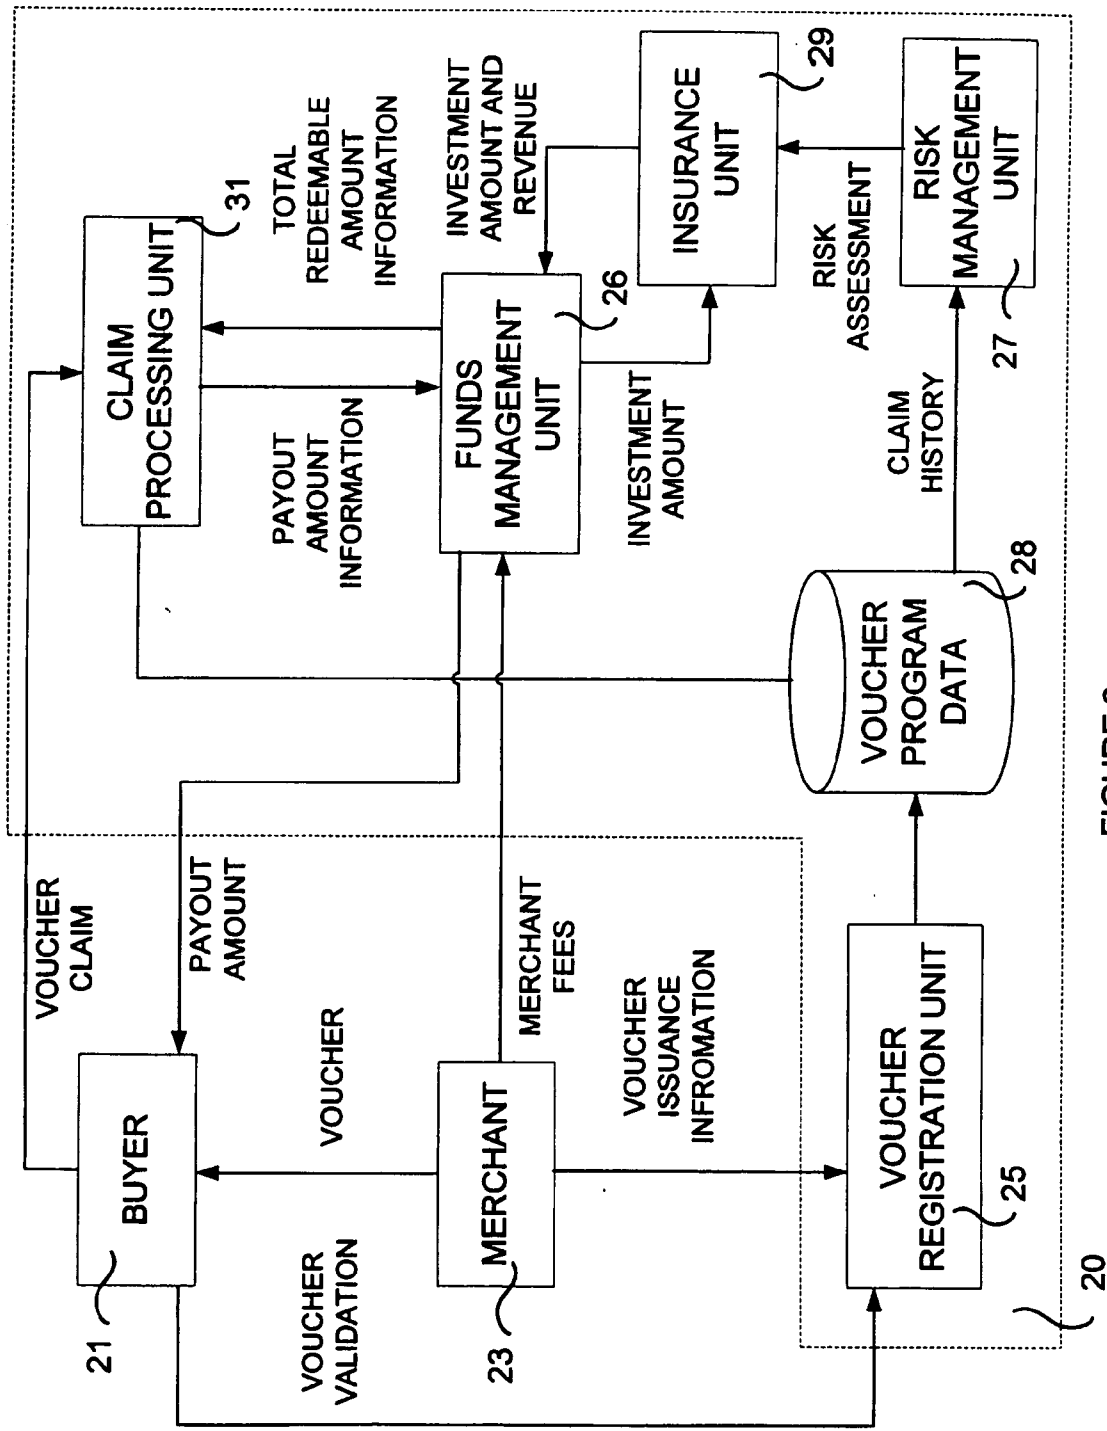 VOUCHER
CLAIM
BUYER
21
PAYOUT
AMOUNT
CLAIM
PROCESSING UNIT
31
VOUCHER
VALIDATION
VOUCHER
PAYOUT
AMOUNT
INFORMATION
TOTAL
REDEEMABLE
AMOUNT
INFORMATION
MERCHANT
23
MERCHANT
FEES
FUNDS
MANAGEMENT
UNIT
26
INVESTMENT
AMOUNT AND
REVENUE
VOUCHER
ISSUANCE
INFROMATION
INVESTMENT
AMOUNT
INSURANCE
UNIT
29
RISK
ASSESSMENT
VOUCHER
REGISTRATION UNIT
25
VOUCHER
PROGRAM
DATA
28
CLAIM
HISTORY
RISK
MANAGEMENT
UNIT
27
20